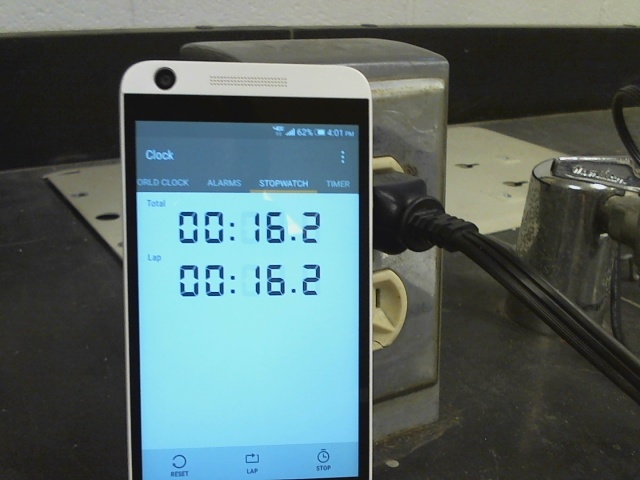 62% 4:01 PM
Clock
ORLD CLOCK ALARMS STOPWATCH TIMER
Total
00:16.2
Lap
00:16.2
RESET LAP STOP